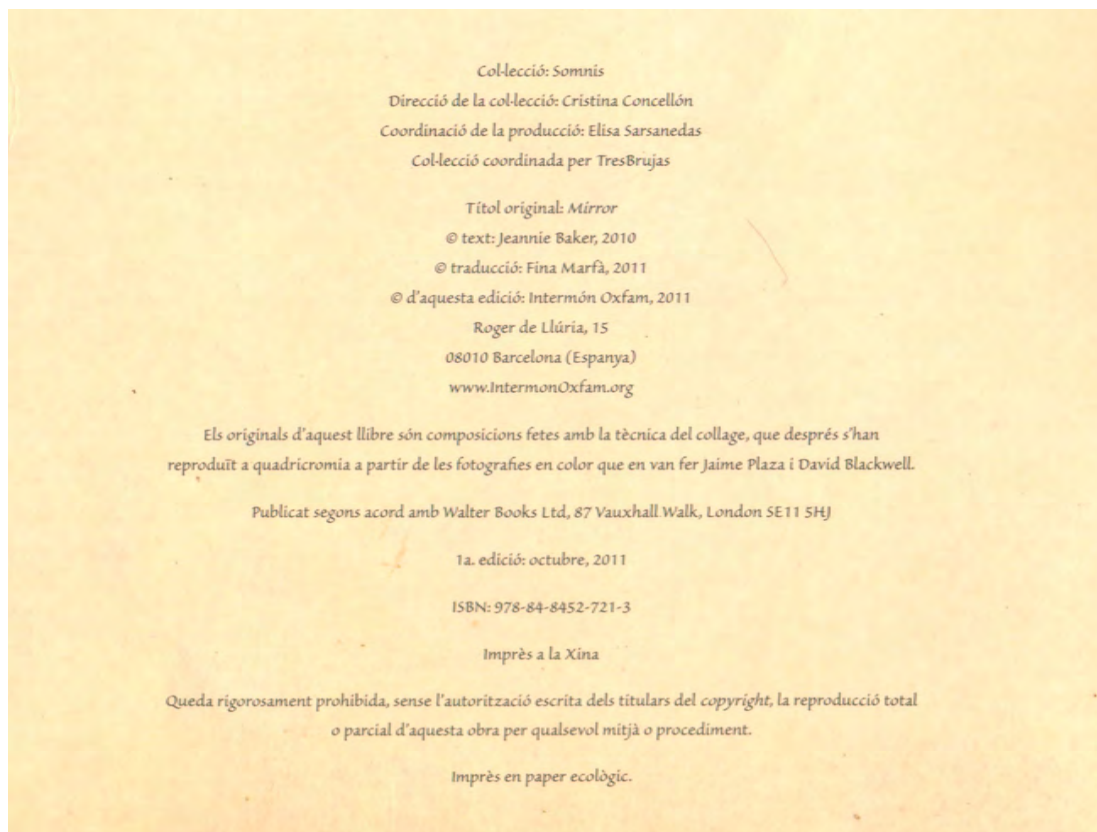 Col·lecció: Somnis
Direcció de la col·lecció: Cristina Concellón
Coordinació de la producció: Elisa Sarsanedas
Col·lecció coordinada per TresBrujas
Títol original: Mirror
© text: Jeannie Baker, 2010
© traducció: Fina Marfà, 2011
© d'aquesta edició: Intermón Oxfam, 2011
Roger de Llúria, 15
08010 Barcelona (Espanya)
www.IntermonOxfam.org
Els originals d'aquest llibre són composicions fetes amb la tècnica del collage, que després s'han
reproduït a quadricromia a partir de les fotografies en color que en van fer Jaime Plaza i David Blackwell.
Publicat segons acord amb Walter Books Ltd, 87 Vauxhall Walk, London SE11 5HJ
1a. edició: octubre, 2011
ISBN: 978-84-8452-721-3
Imprès a la Xina
Queda rigorosament prohibida, sense l'autorització escrita dels titulars del copyright, la reproducció total
o parcial d'aquesta obra per qualsevol mitjà o procediment.
Imprès en paper ecològic.